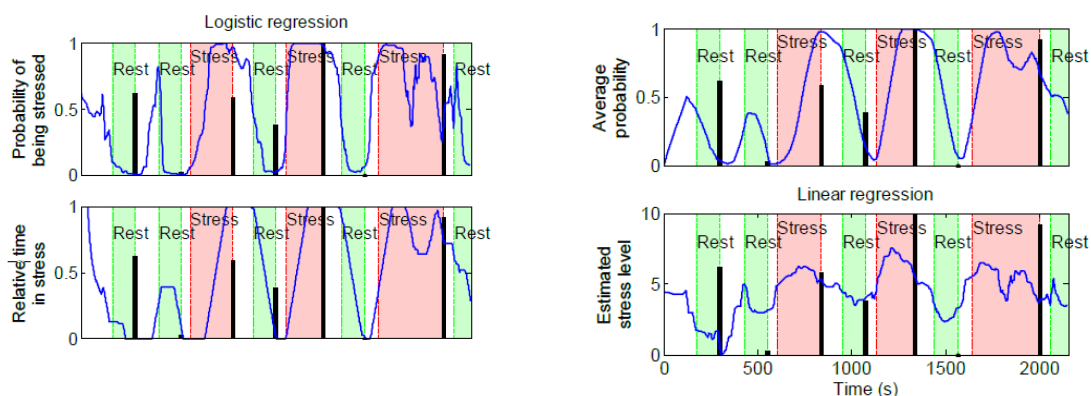 Logistic regression
Probability of
being stressed
1
0.5
0
Rest
Rest
Stress
Rest
Stress
Rest
Stress
Rest
Relative time
in stress
1
0.5
0
Rest
Rest
Stress
Rest
Stress
Rest
Stress
Rest
Average
probability
1
0.5
0
Rest
Rest
Stress
Rest
Stress
Rest
Stress
Rest
Linear regression
Estimated
stress level
10
5
0
Rest
Rest
Stress
Rest
Stress
Rest
Stress
Rest
0 500 1000 1500 2000
Time (s)